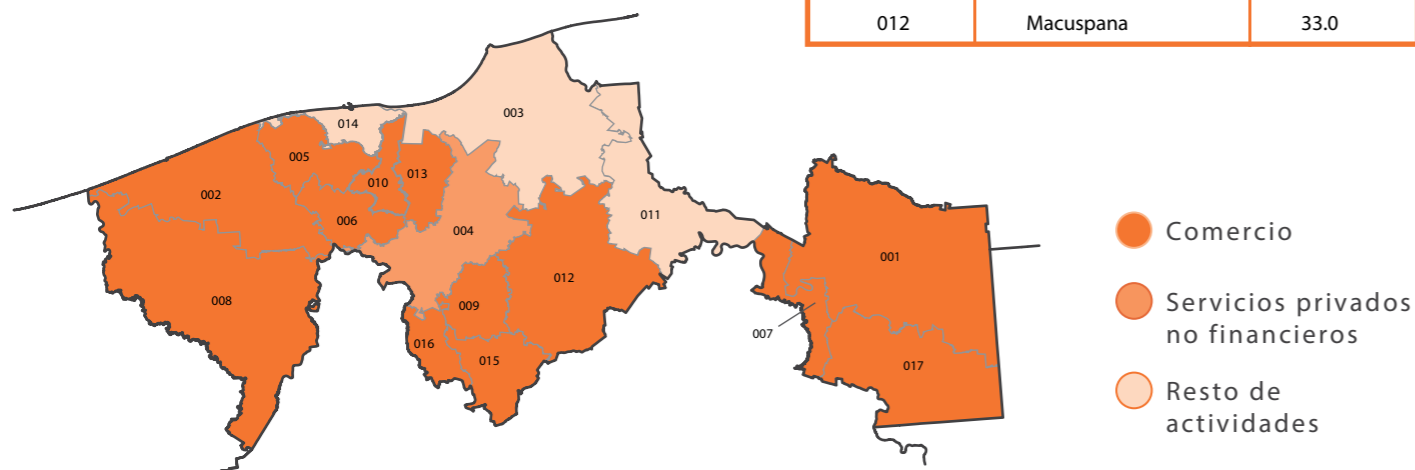 012 Macuspana 33.0
003
014
005
013
010
002
006
011
004
001
012
008
009
007
016
015
017
Comercio
Servicios privados
no financieros
Resto de
actividades